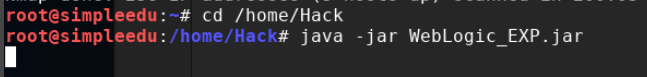 root@simpleedu:~# cd /home/Hack
root@simpleedu:/home/Hack# java -jar WebLogic_EXP.jar